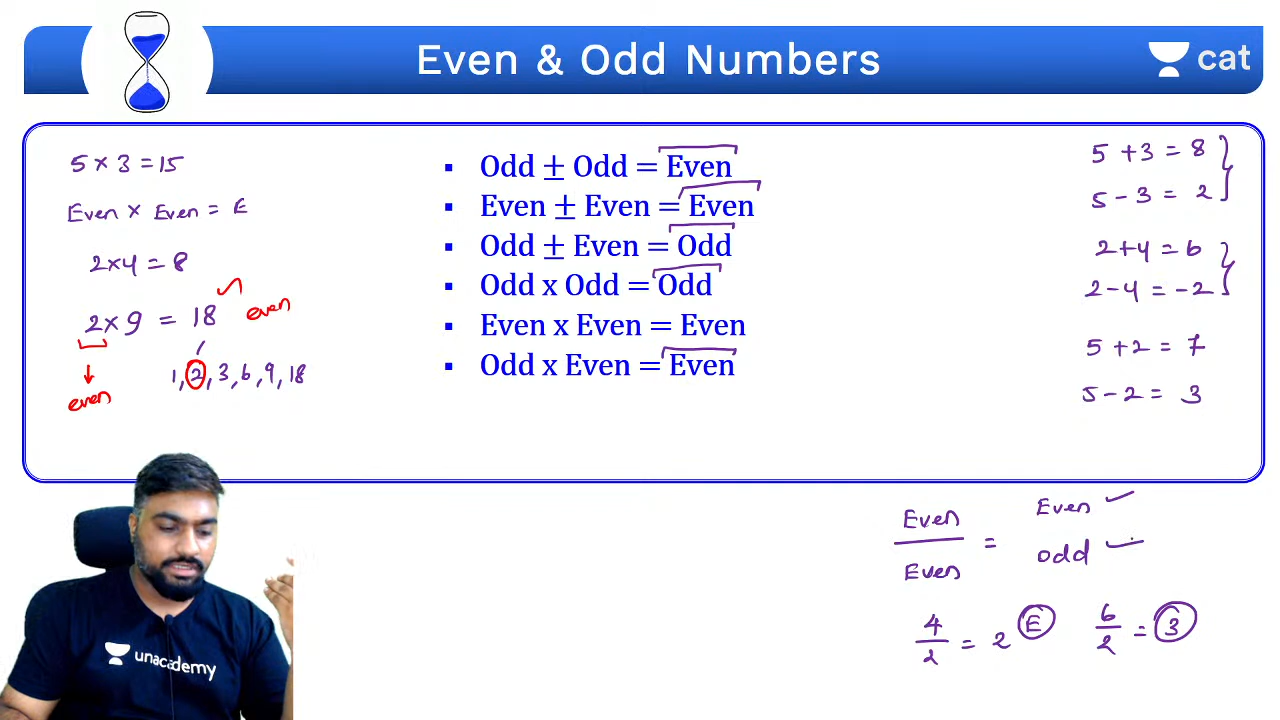 Even & Odd Numbers
cat
5 × 3 = 15
Even × Even = E
2×4 = 8
2×9 = 18
even
even
1, 2, 3, 6, 9, 18
▪ Odd ± Odd = Even
▪ Even ± Even = Even
▪ Odd ± Even = Odd
▪ Odd x Odd = Odd
▪ Even x Even = Even
▪ Odd x Even = Even
5 + 3 = 8
5 - 3 = 2
2+4 = 6
2-4 = -2
5 + 2 = 7
5 - 2 = 3
Even
Even
=
Even
odd
4/2 = 2 E
6/2 = 3
unacademy